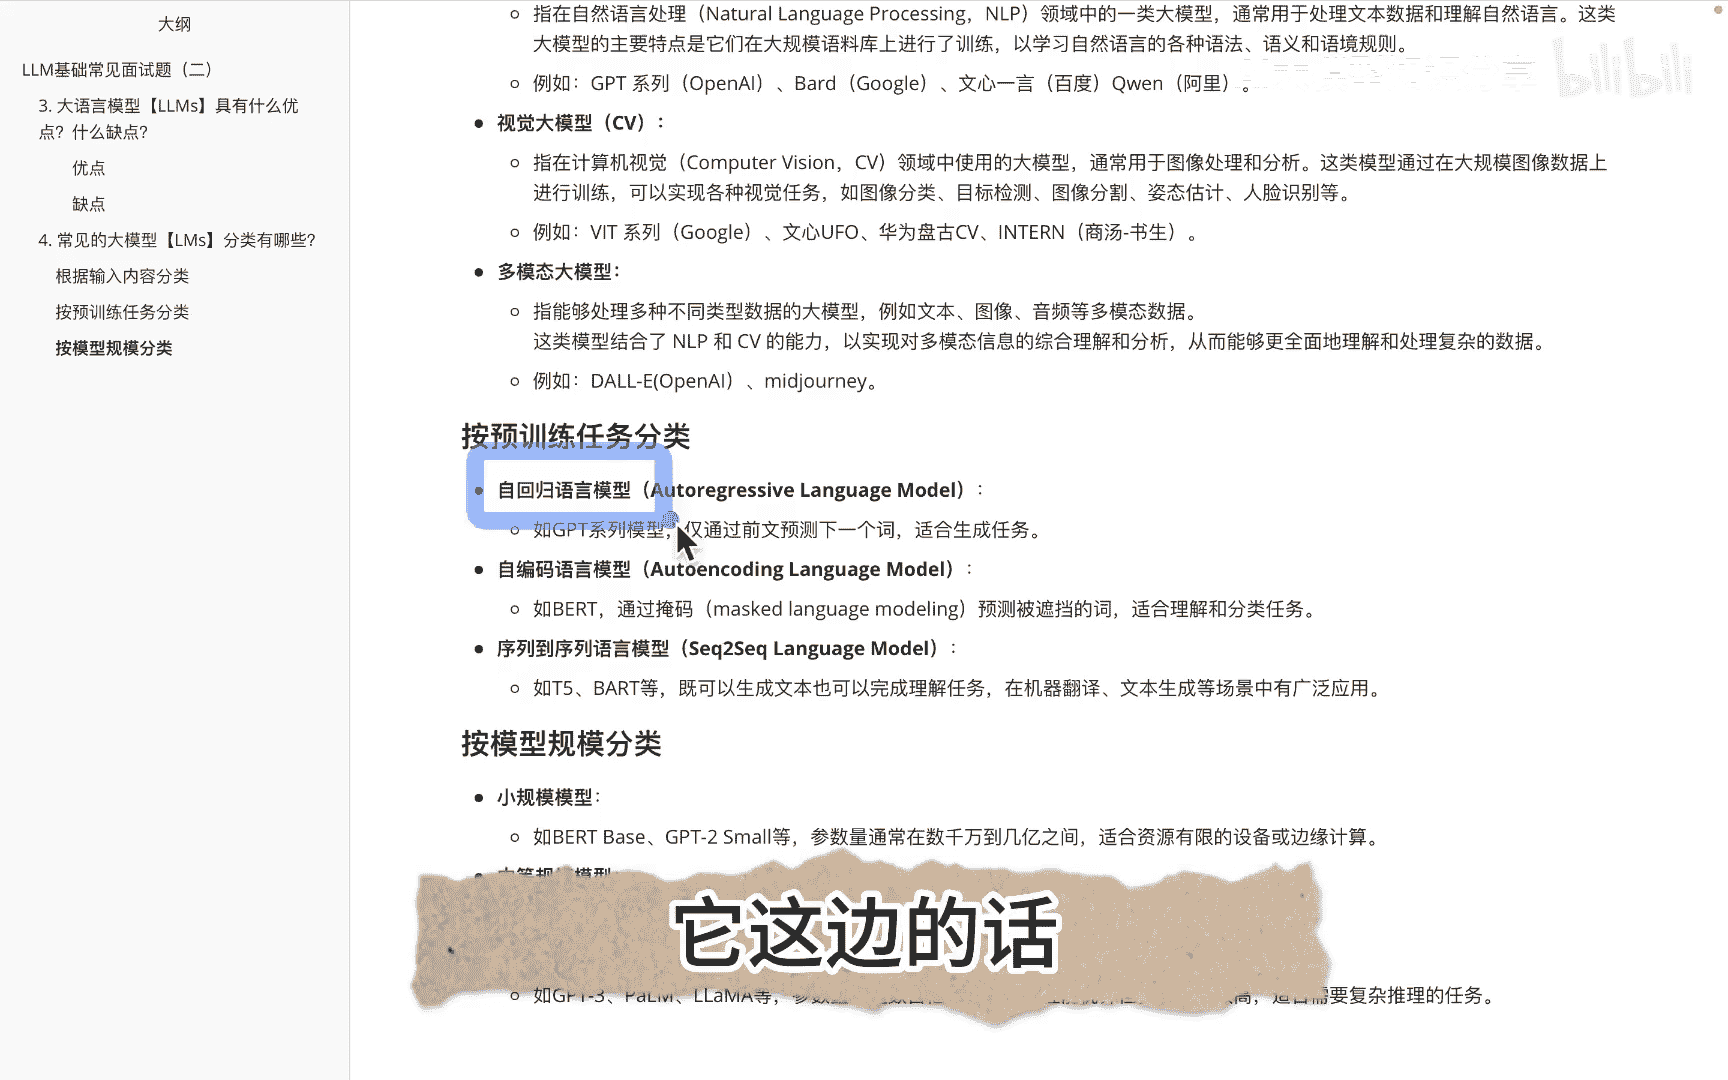 大纲
LLM基础常见面试题（二）
3. 大语言模型【LLMs】具有什么优
点？什么缺点？
优点
缺点
4. 常见的大模型【LMs】分类有哪些？
根据输入内容分类
按预训练任务分类
按模型规模分类
指在自然语言处理（Natural Language Processing，NLP）领域中的一类大模型，通常用于处理文本数据和理解自然语言。这类
大模型的主要特点是它们在大规模语料库上进行了训练，以学习自然语言的各种语法、语义和语境规则。
例如：GPT 系列（OpenAI）、Bard（Google）、文心一言（百度）Qwen（阿里）。
bilibili
视觉大模型（CV）：
指在计算机视觉（Computer Vision，CV）领域中使用的大模型，通常用于图像处理和分析。这类模型通过在大规模图像数据上
进行训练，可以实现各种视觉任务，如图像分类、目标检测、图像分割、姿态估计、人脸识别等。
例如：VIT 系列（Google）、文心UFO、华为盘古CV、INTERN（商汤-书生）。
多模态大模型：
指能够处理多种不同类型数据的大模型，例如文本、图像、音频等多模态数据。
这类模型结合了 NLP 和 CV 的能力，以实现对多模态信息的综合理解和分析，从而能够更全面地理解和处理复杂的数据。
例如：DALL-E(OpenAI）、midjourney。
按预训练任务分类
自回归语言模型（Autoregressive Language Model）：
如GPT系列模型，仅通过前文预测下一个词，适合生成任务。
自编码语言模型（Autoencoding Language Model）：
如BERT，通过掩码（masked language modeling）预测被遮挡的词，适合理解和分类任务。
序列到序列语言模型（Seq2Seq Language Model）：
如T5、BART等，既可以生成文本也可以完成理解任务，在机器翻译、文本生成等场景中有广泛应用。
按模型规模分类
小规模模型：
如BERT Base、GPT-2 Small等，参数量通常在数千万到几亿之间，适合资源有限的设备或边缘计算。
它这边的话
如GPT-3、PaLM、LLaMA等，需要复杂推理的任务。